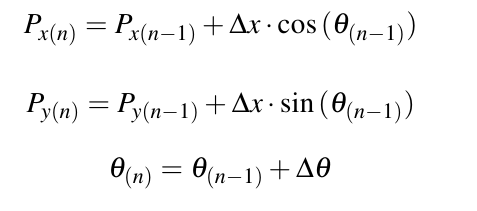 P_{x(n)} = P_{x(n−1)} + Δx · cos (θ_{(n−1)})
P_{y(n)} = P_{y(n−1)} + Δx · sin (θ_{(n−1)})
θ_{(n)} = θ_{(n−1)} + Δθ